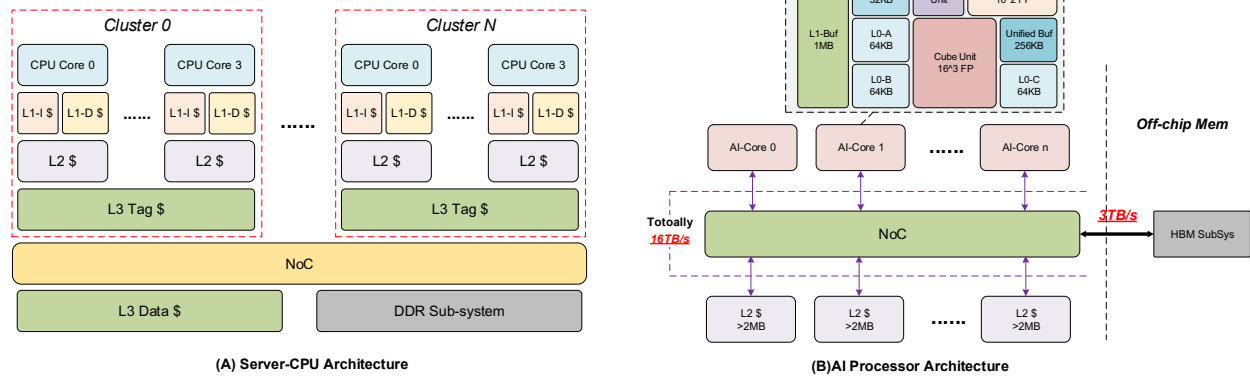 Cluster 0
Cluster N
CPU Core 0
CPU Core 3
CPU Core 0
CPU Core 3
L1-I $
L1-D $
......
L1-I $
L1-D $
......
L1-I $
L1-D $
......
L1-I $
L1-D $
L2 $
L2 $
L2 $
L2 $
L3 Tag $
L3 Tag $
NoC
L3 Data $
DDR Sub-system
(A) Server-CPU Architecture
L1-Buf
1MB
32KB
Unit
L0-A
64KB
L0-B
64KB
Cube Unit
16^3 FP
Unified Buf
256KB
L0-C
64KB
Off-chip Mem
AI-Core 0
AI-Core 1
......
AI-Core n
Totoally
16TB/s
NoC
3TB/s
HBM SubSys
L2 $
>2MB
L2 $
>2MB
......
L2 $
>2MB
(B)AI Processor Architecture